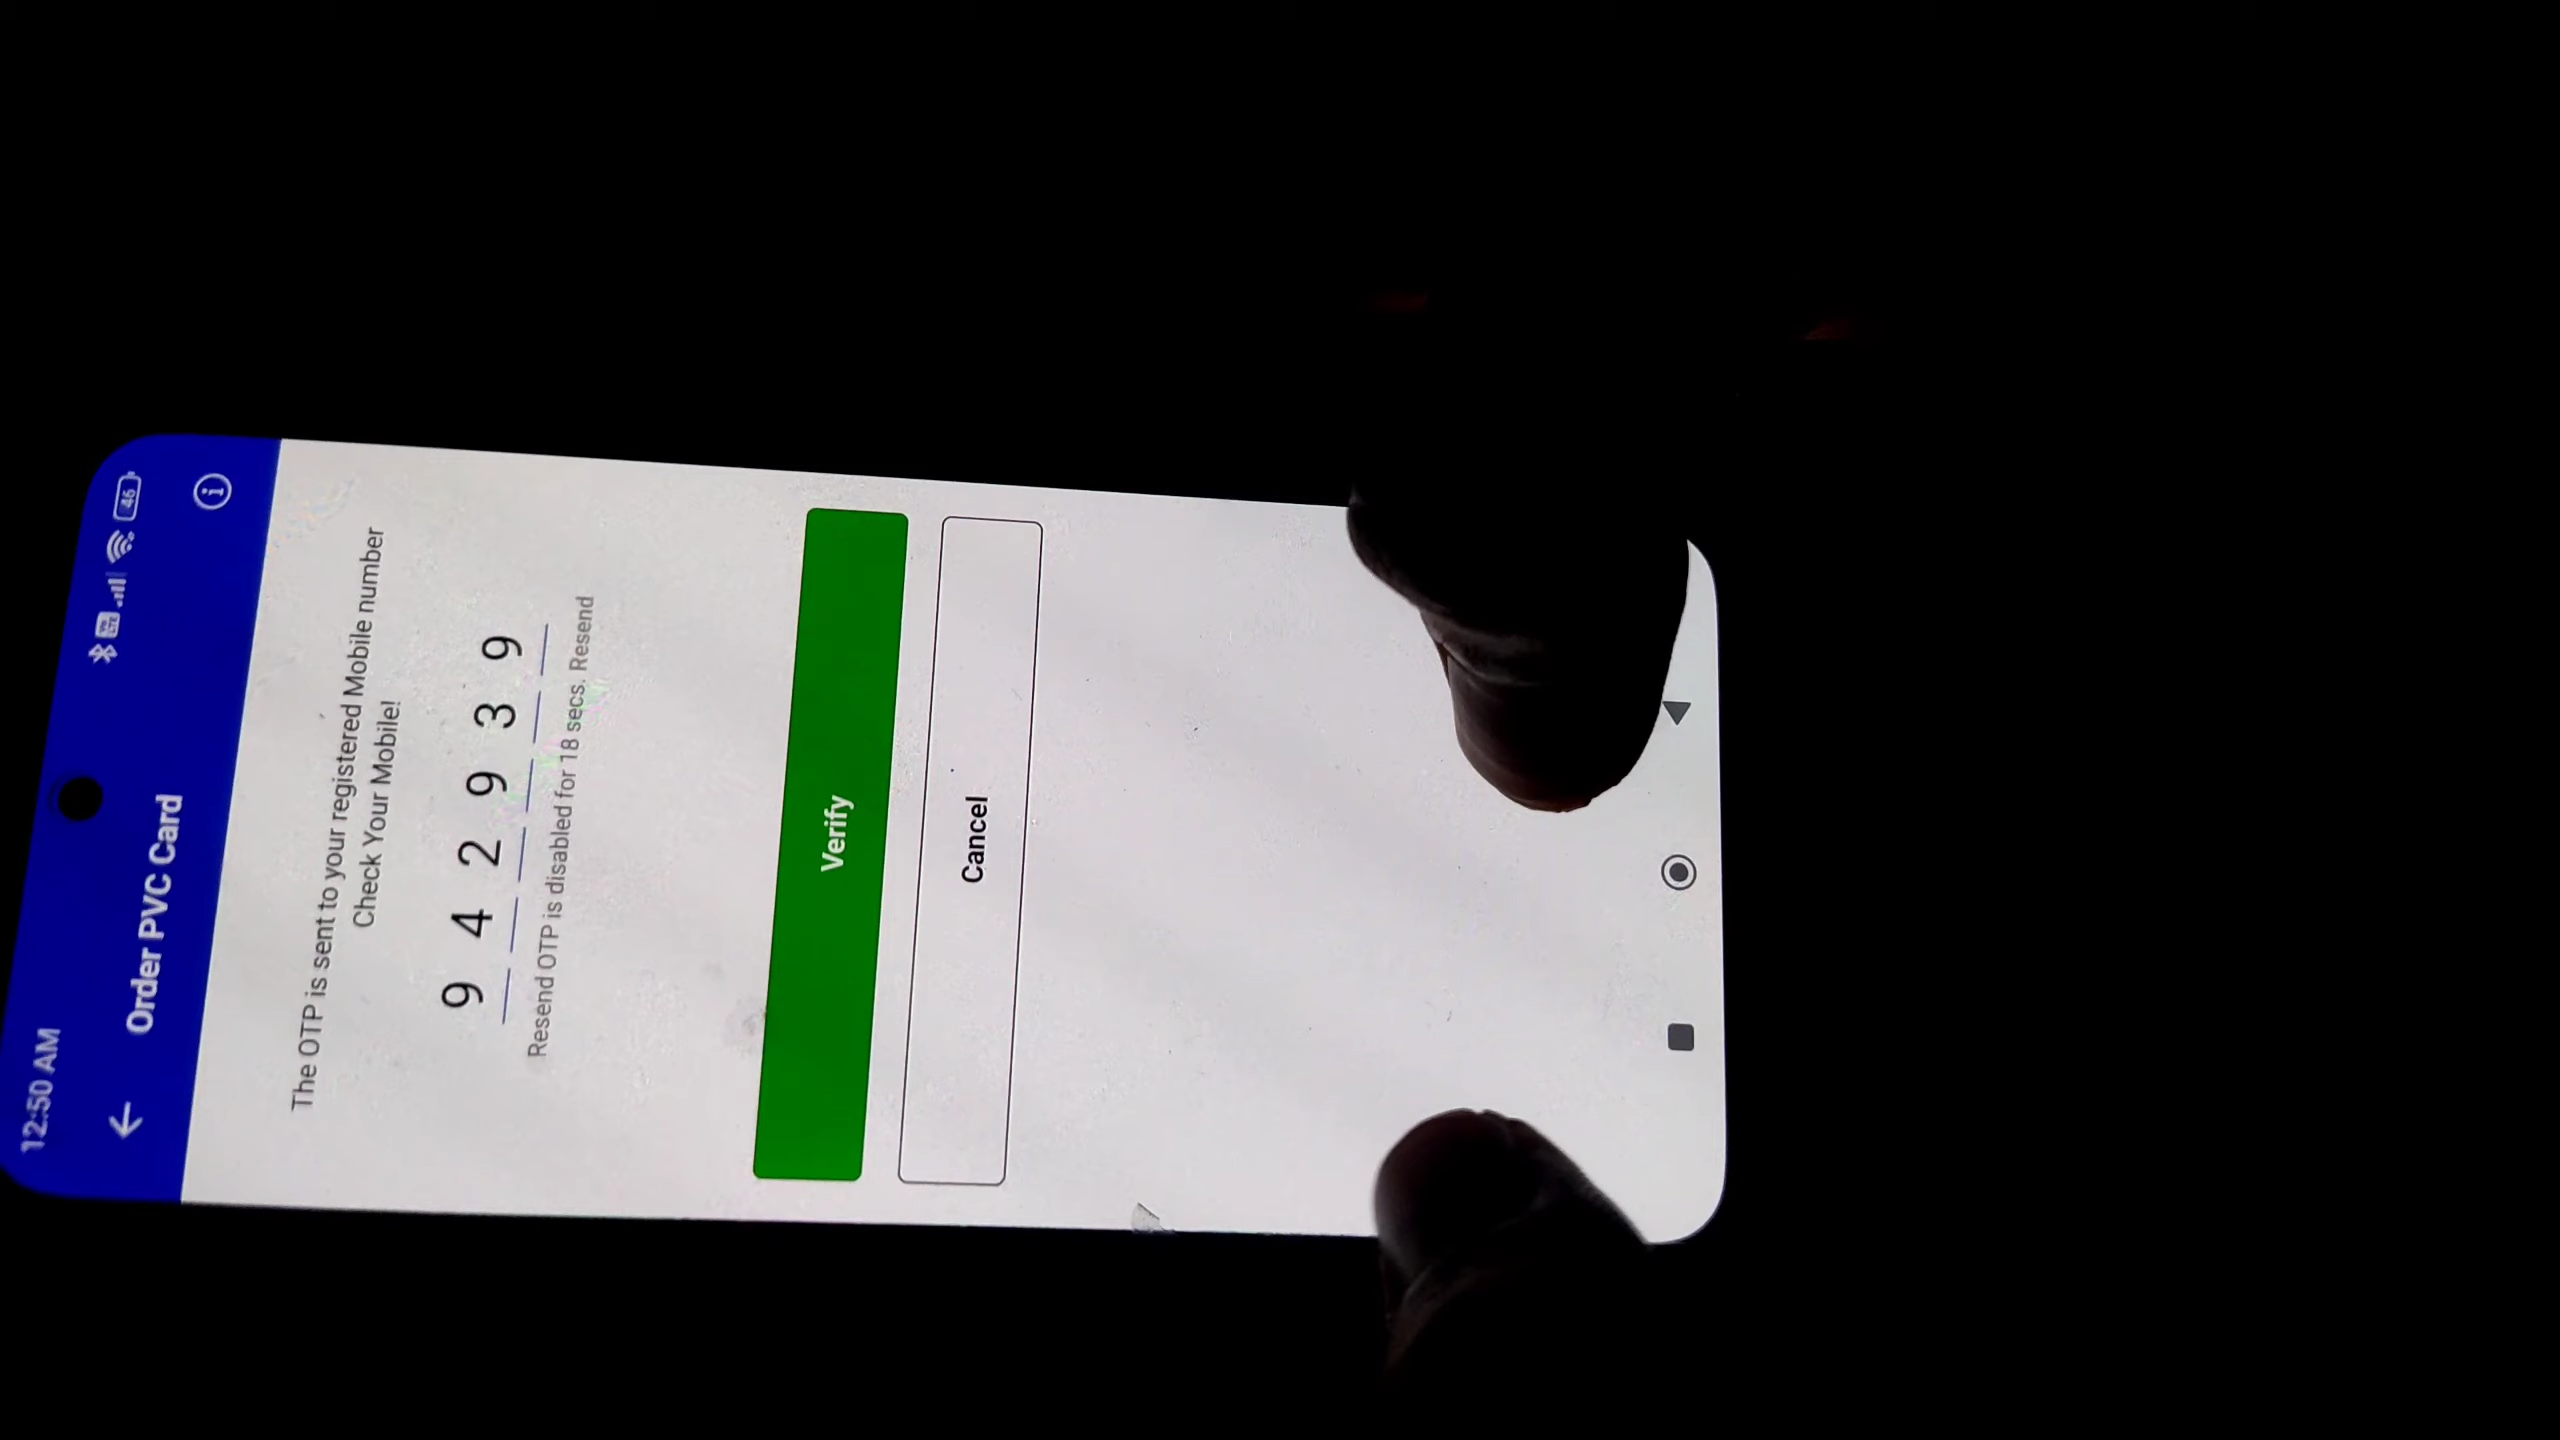 12:50 AM
46
Order PVC Card
The OTP is sent to your registered Mobile number
Check Your Mobile!
9 4 2 9 3 9
Resend OTP is disabled for 18 secs. Resend
Verify
Cancel